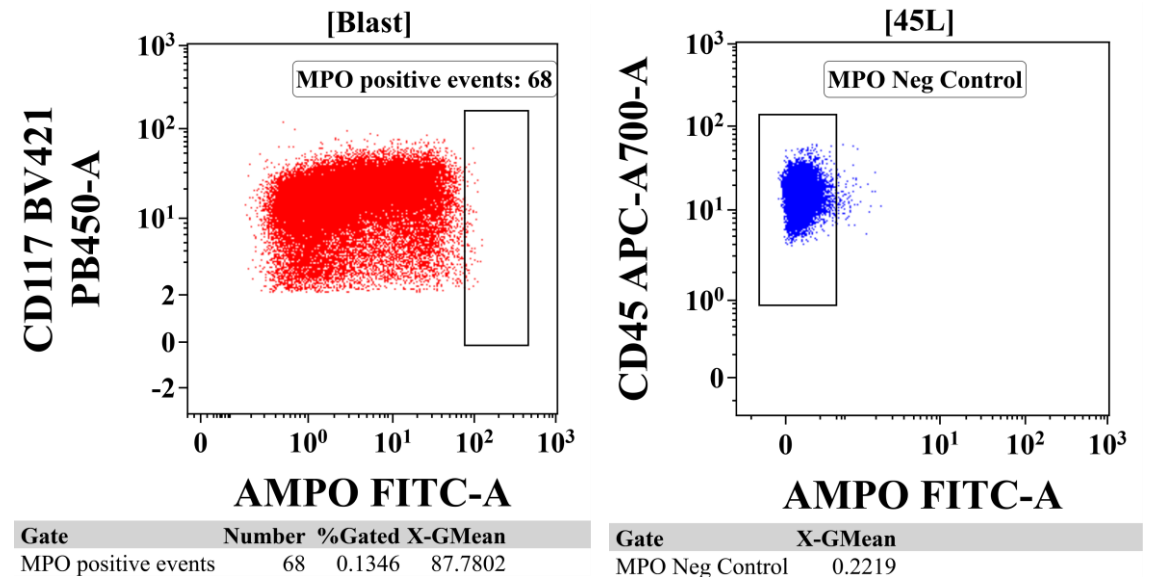 [Blast]
MPO positive events: 68
10³
10²
10¹
2
0
-2
CD117 BV421
PB450-A
0 10⁰ 10¹ 10² 10³
AMPO FITC-A
Gate Number %Gated X-GMean
MPO positive events 68 0.1346 87.7802
[45L]
MPO Neg Control
10³
10²
10¹
10⁰
0
CD45 APC-A700-A
0 10¹ 10² 10³
AMPO FITC-A
Gate X-GMean
MPO Neg Control 0.2219